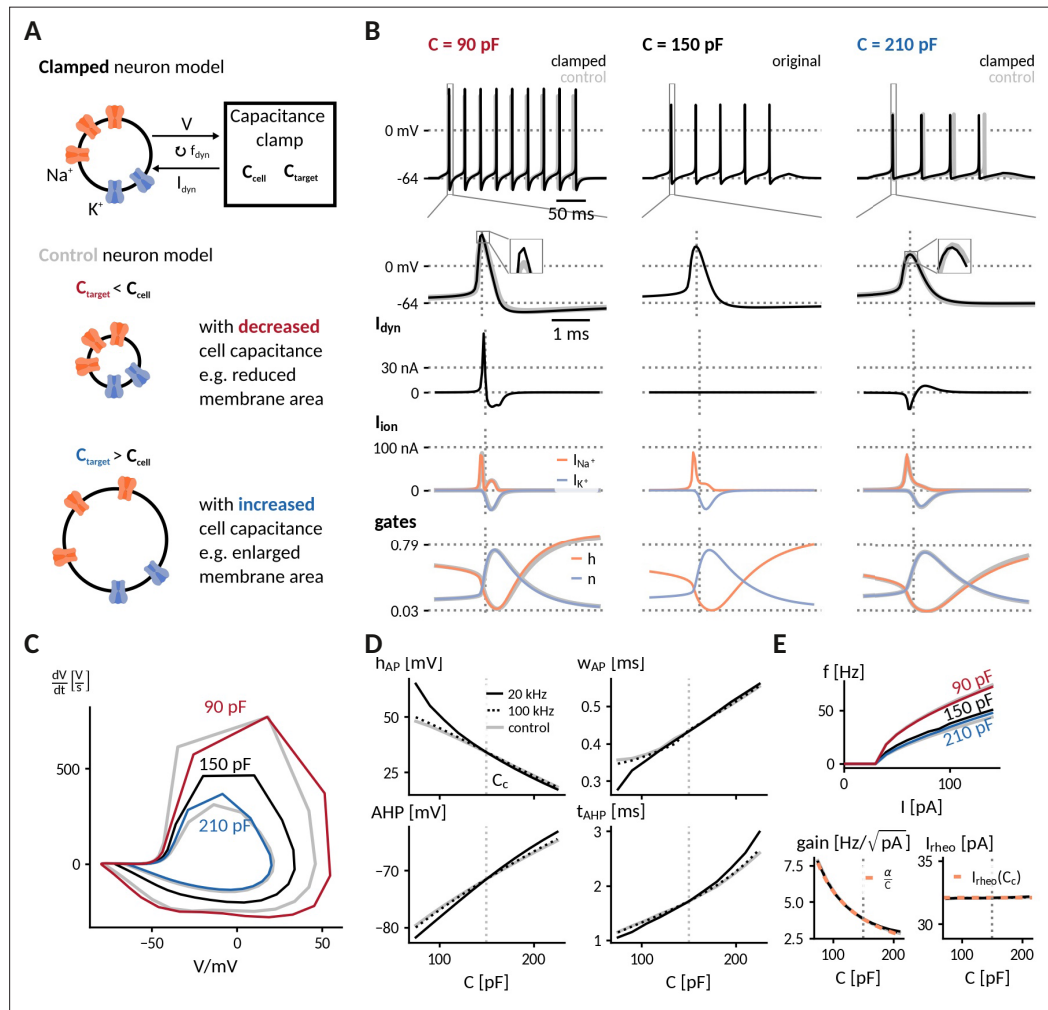 A
Clamped neuron model
V
f_dyn
I_dyn
Capacitance
clamp
C_cell C_target
Na⁺
K⁺
Control neuron model
C_target < C_cell
with decreased
cell capacitance
e.g. reduced
membrane area
C_target > C_cell
with increased
cell capacitance
e.g. enlarged
membrane area
B
C = 90 pF
clamped
control
C = 150 pF
original
C = 210 pF
clamped
control
0 mV
-64
50 ms
0 mV
-64
1 ms
I_dyn
30 nA
0
I_ion
100 nA
0
I_Na⁺
I_K⁺
gates
0.79
0.03
h
n
C
dV/dt [V/s]
500
0
90 pF
150 pF
210 pF
−50
0
50
V/mV
D
h_AP [mV]
50
25
20 kHz
100 kHz
control
C_c
w_AP [ms]
0.5
0.4
0.3
AHP [mV]
−70
−80
100
200
C [pF]
t_AHP [ms]
3
2
1
100
200
C [pF]
E
f [Hz]
50
0
90 pF
150 pF
210 pF
0
100
I [pA]
gain [Hz/√pA]
7.5
5.0
2.5
α/C
100
200
C [pF]
I_rheo [pA]
35
30
I_rheo(C_c)
100
200
C [pF]